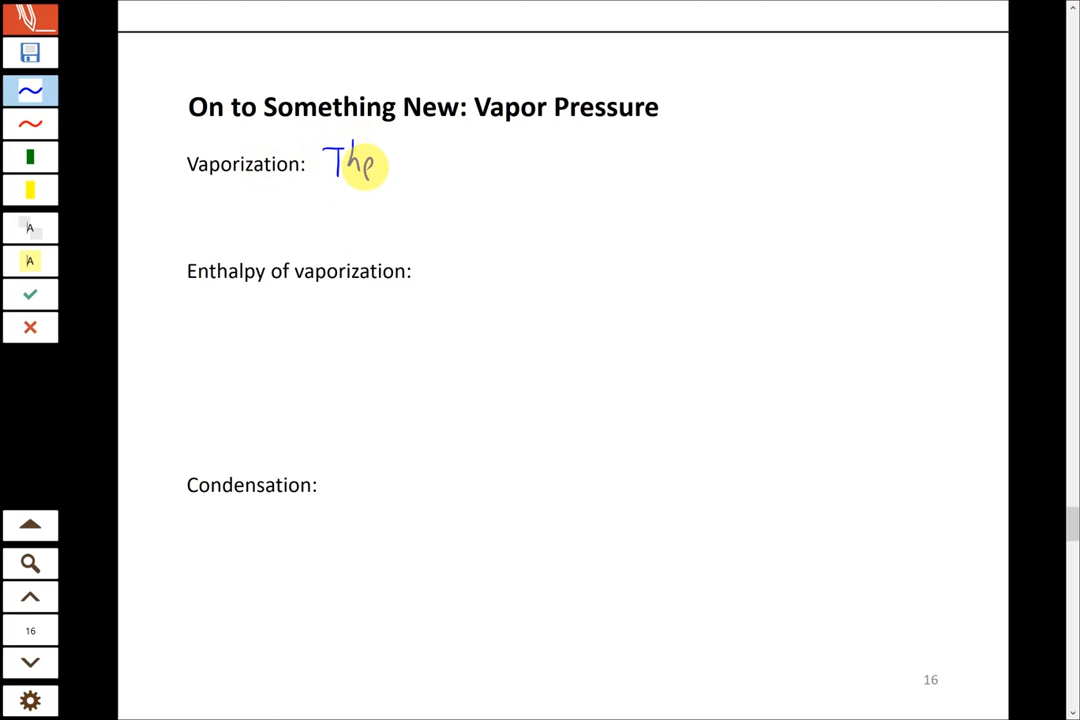 On to Something New: Vapor Pressure
Vaporization: The
Enthalpy of vaporization:
Condensation:
16
16